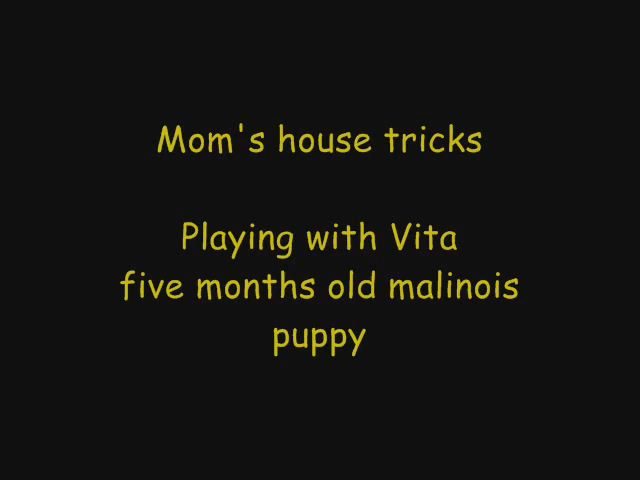 Mom's house tricks
Playing with Vita
five months old malinois
puppy